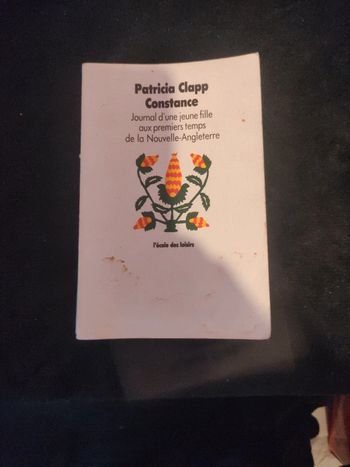 Patricia Clapp
Constance
Journal d'une jeune fille
aux premiers temps
de la Nouvelle-Angleterre
l'école des loisirs